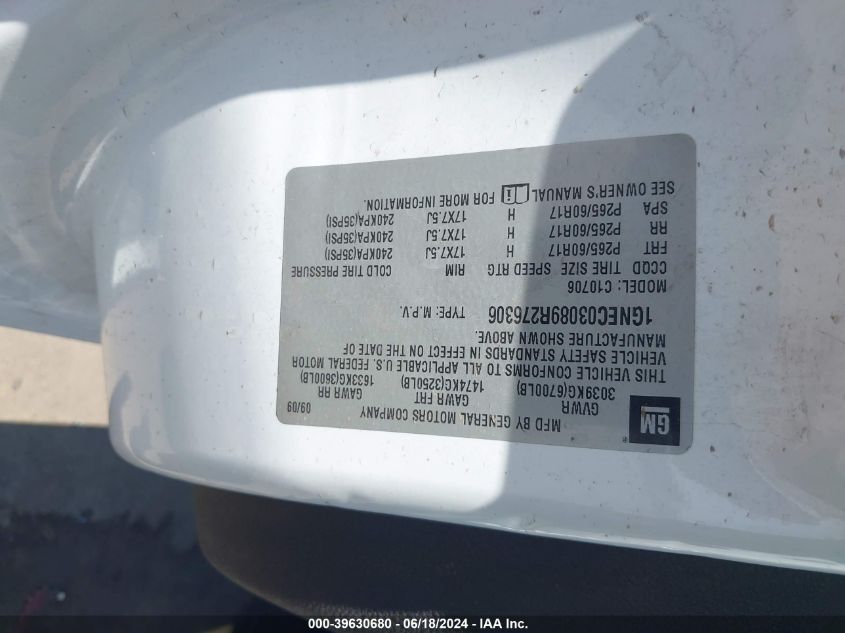 MFD BY GENERAL MOTORS COMPANY 09/09
GM
GVWR GAWR FRT GAWR RR
3039KG(6700LB) 1474KG(3250LB) 1633KG(3600LB)
THIS VEHICLE CONFORMS TO ALL APPLICABLE U.S. FEDERAL MOTOR
VEHICLE SAFETY STANDARDS IN EFFECT ON THE DATE OF
MANUFACTURE SHOWN ABOVE.
1GNEC03089R276306 TYPE: M.P.V.
MODEL: C10706
CCQD TIRE SIZE SPEED RTG RIM COLD TIRE PRESSURE
FRT P265/60R17 H 17X7.5J 240KPA(35PSI)
RR P265/60R17 H 17X7.5J 240KPA(35PSI)
SPA P265/60R17 H 17X7.5J 240KPA(35PSI)
SEE OWNER'S MANUAL FOR MORE INFORMATION.
000-39630680 - 06/18/2024 - IAA Inc.